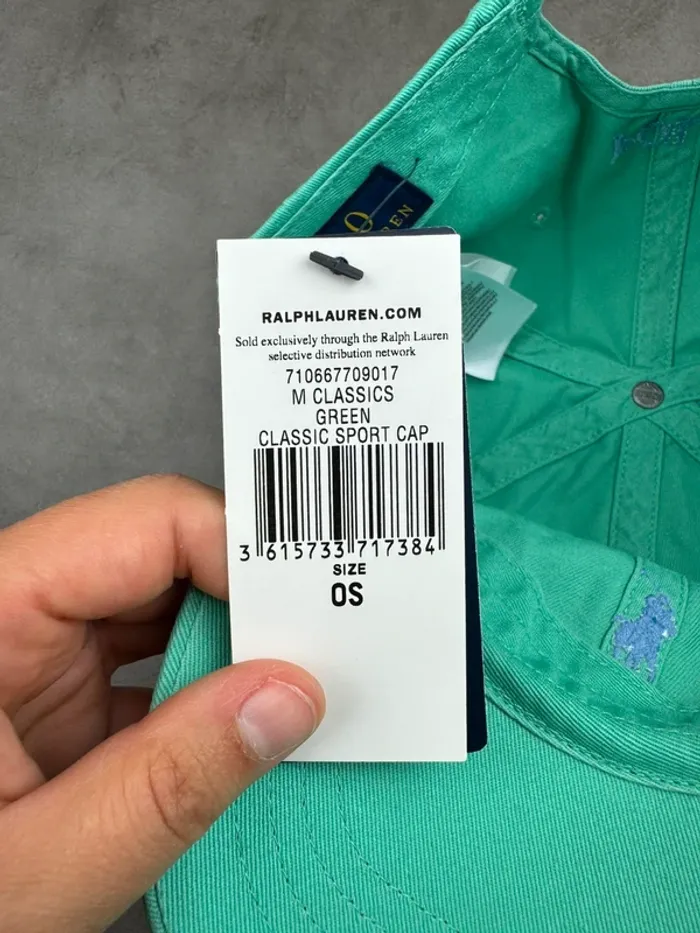 RALPHLAUREN.COM
Sold exclusively through the Ralph Lauren
selective distribution network
710667709017
M CLASSICS
GREEN
CLASSIC SPORT CAP
3 615733 717384
SIZE
OS